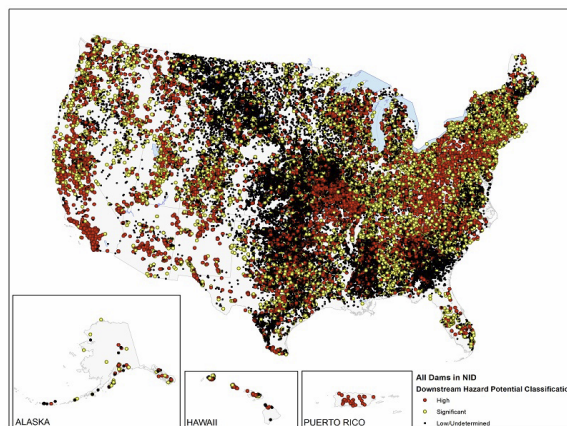 All Dams in NID
Downstream Hazard Potential Classificatio
High
Significant
Low/Undetermined
ALASKA
HAWAII
PUERTO RICO